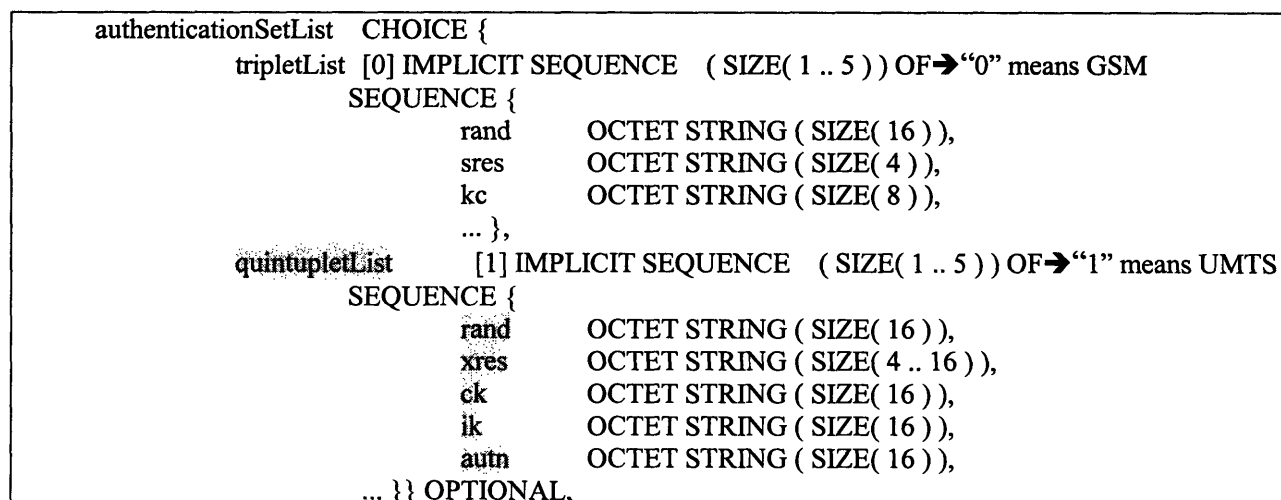 authenticationSetList CHOICE {
tripletList [0] IMPLICIT SEQUENCE ( SIZE( 1 .. 5 ) ) OF➔“0” means GSM
SEQUENCE {
rand OCTET STRING ( SIZE( 16 ) ),
sres OCTET STRING ( SIZE( 4 ) ),
kc OCTET STRING ( SIZE( 8 ) ),
... },
quintupletList [1] IMPLICIT SEQUENCE ( SIZE( 1 .. 5 ) ) OF➔“1” means UMTS
SEQUENCE {
rand OCTET STRING ( SIZE( 16 ) ),
xres OCTET STRING ( SIZE( 4 .. 16 ) ),
ck OCTET STRING ( SIZE( 16 ) ),
ik OCTET STRING ( SIZE( 16 ) ),
autn OCTET STRING ( SIZE( 16 ) ),
... }} OPTIONAL,